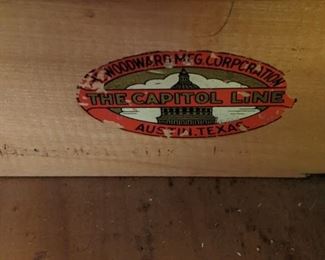 WOODWARD MFG. CORPORATION
THE CAPITOL LINE
AUSTIN, TEXAS